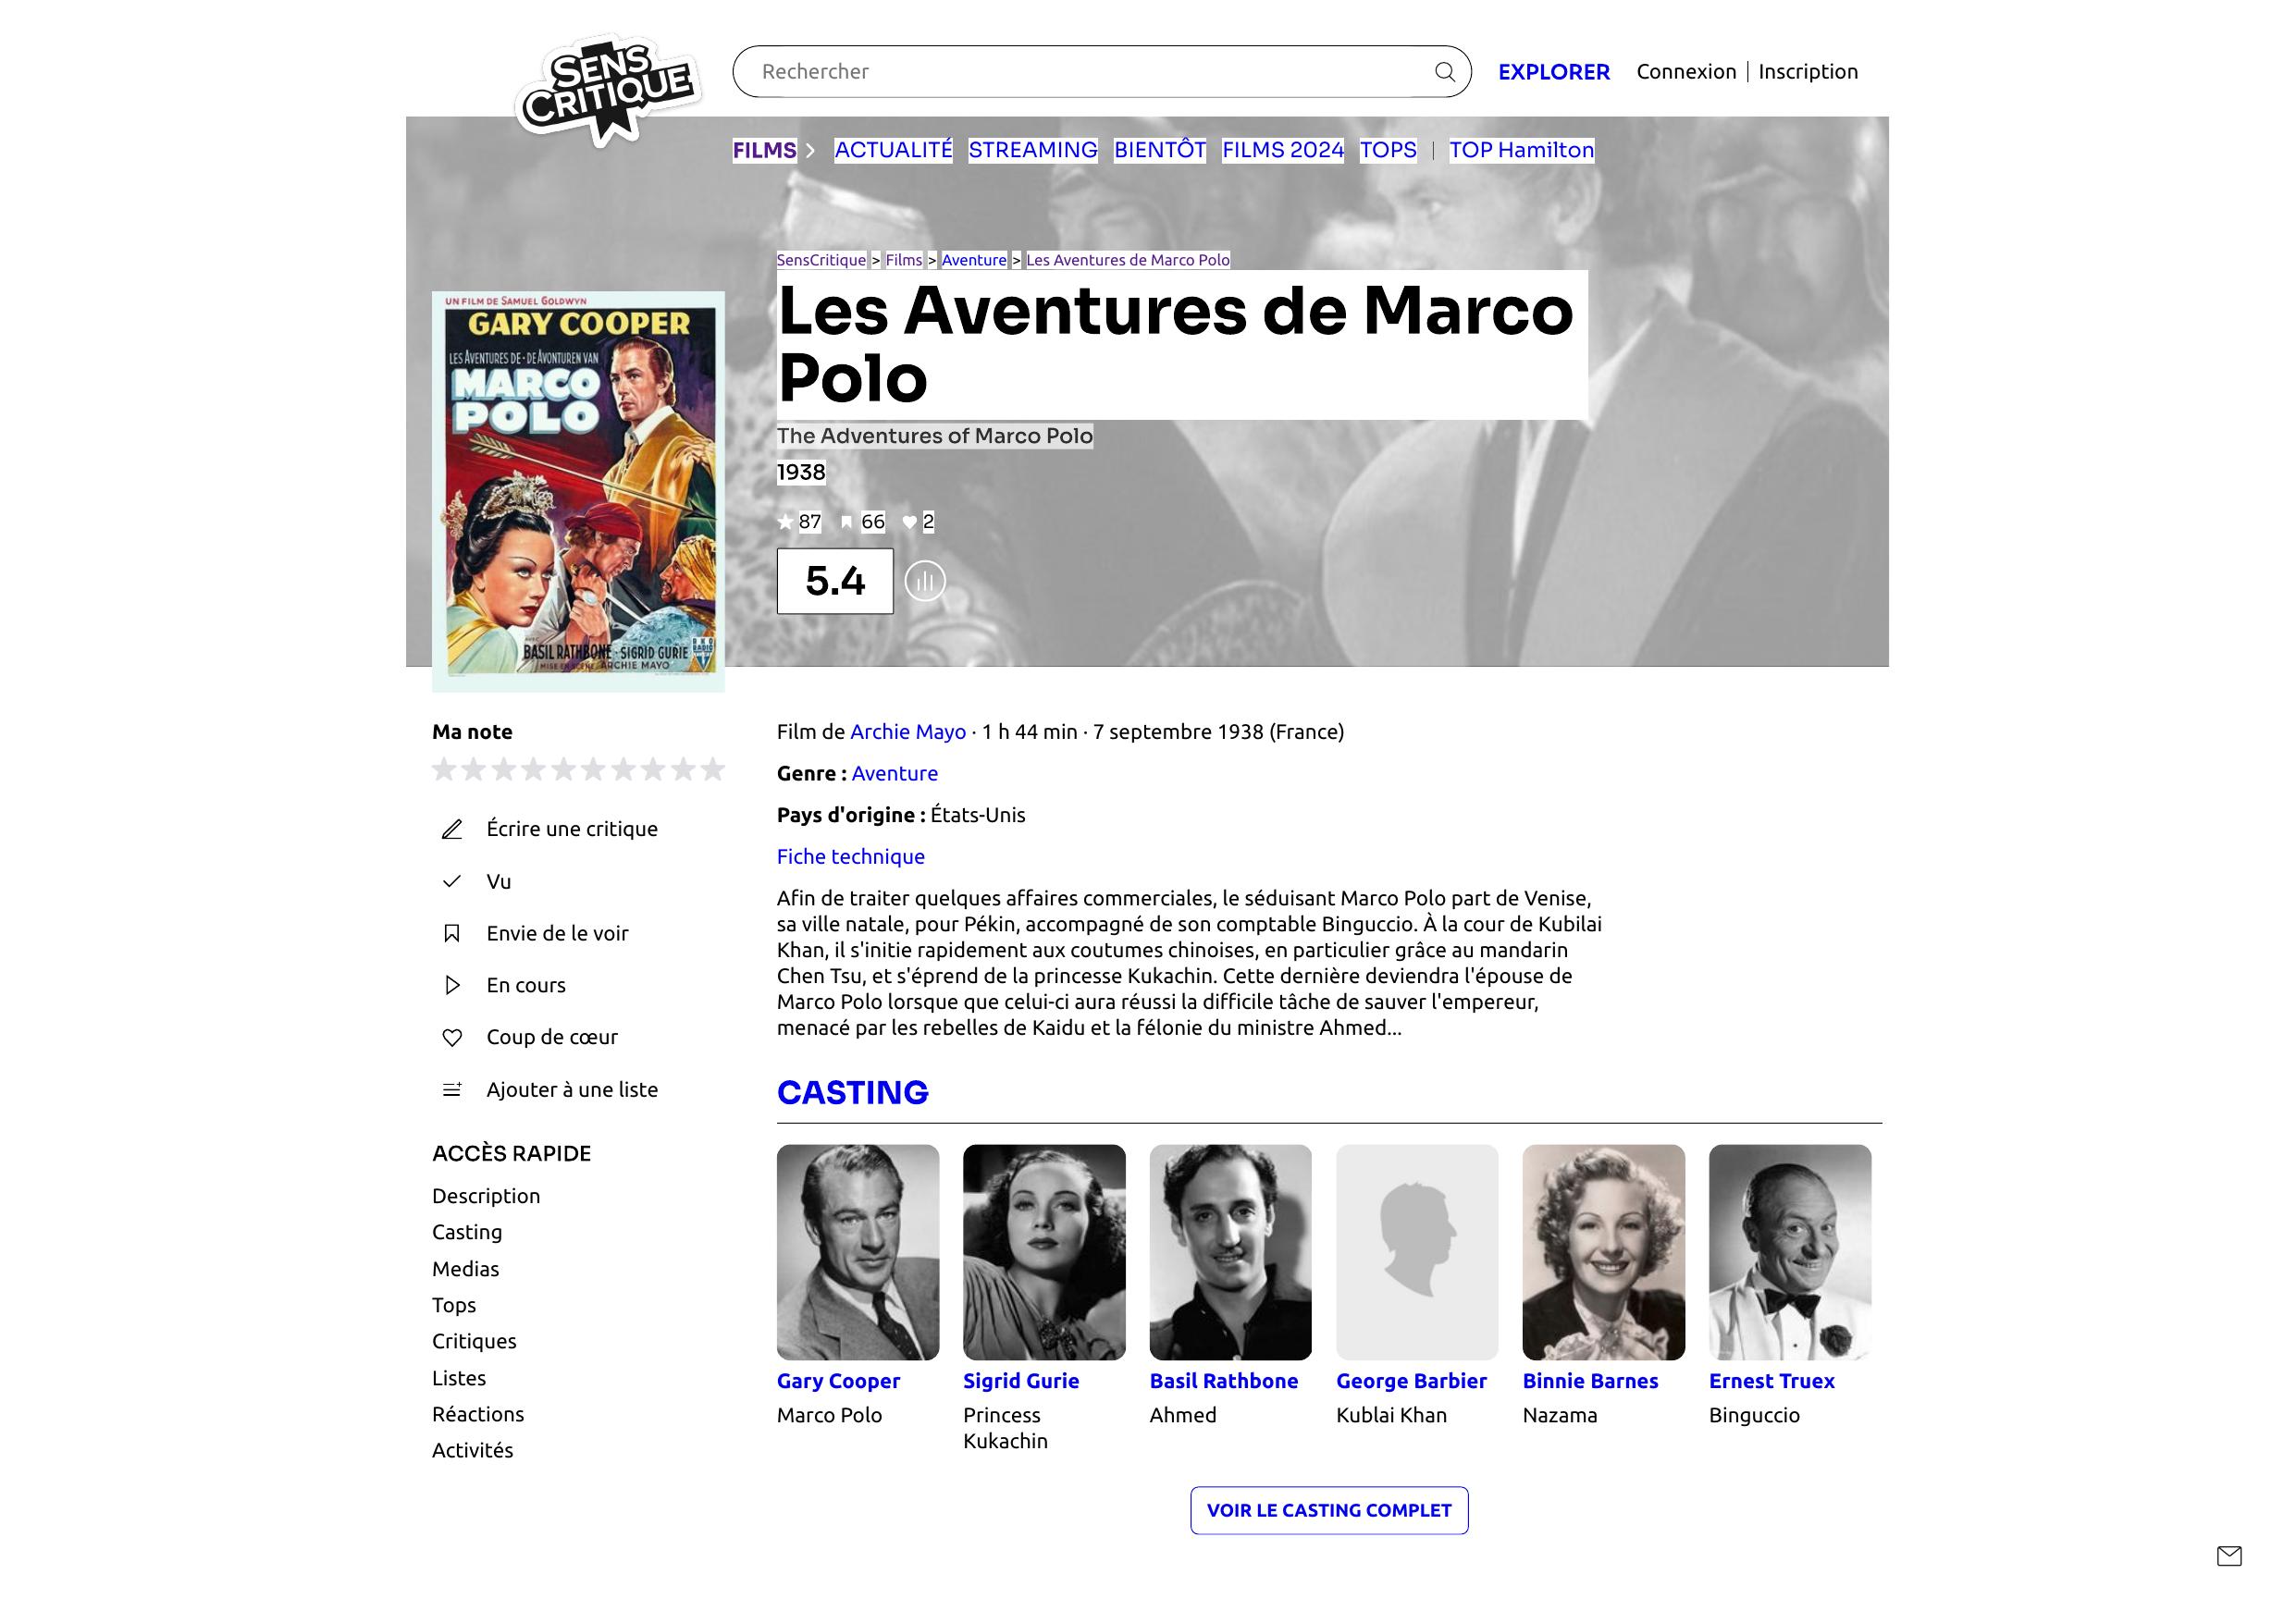 SENS
CRITIQUE
Rechercher
EXPLORER
Connexion | Inscription
FILMS
ACTUALITÉ
STREAMING
BIENTÔT
FILMS 2024
TOPS
TOP Hamilton
SensCritique > Films > Aventure > Les Aventures de Marco Polo
Les Aventures de Marco
Polo
The Adventures of Marco Polo
1938
87 66 2
5.4
UN FILM DE SAMUEL GOLDWYN
GARY COOPER
LES AVENTURES DE - DE AVONTUREN VAN
MARCO
POLO
AVEC
BASIL RATHBONE - SIGRID GURIE
MISE EN SCÈNE: ARCHIE MAYO
RKO
RADIO
Ma note
Écrire une critique
Vu
Envie de le voir
En cours
Coup de cœur
Ajouter à une liste
ACCÈS RAPIDE
Description
Casting
Medias
Tops
Critiques
Listes
Réactions
Activités
Film de Archie Mayo · 1 h 44 min · 7 septembre 1938 (France)
Genre : Aventure
Pays d'origine : États-Unis
Fiche technique
Afin de traiter quelques affaires commerciales, le séduisant Marco Polo part de Venise,
sa ville natale, pour Pékin, accompagné de son comptable Binguccio. À la cour de Kubilai
Khan, il s'initie rapidement aux coutumes chinoises, en particulier grâce au mandarin
Chen Tsu, et s'éprend de la princesse Kukachin. Cette dernière deviendra l'épouse de
Marco Polo lorsque que celui-ci aura réussi la difficile tâche de sauver l'empereur,
menacé par les rebelles de Kaidu et la félonie du ministre Ahmed...
CASTING
Gary Cooper
Marco Polo
Sigrid Gurie
Princess
Kukachin
Basil Rathbone
Ahmed
George Barbier
Kublai Khan
Binnie Barnes
Nazama
Ernest Truex
Binguccio
VOIR LE CASTING COMPLET